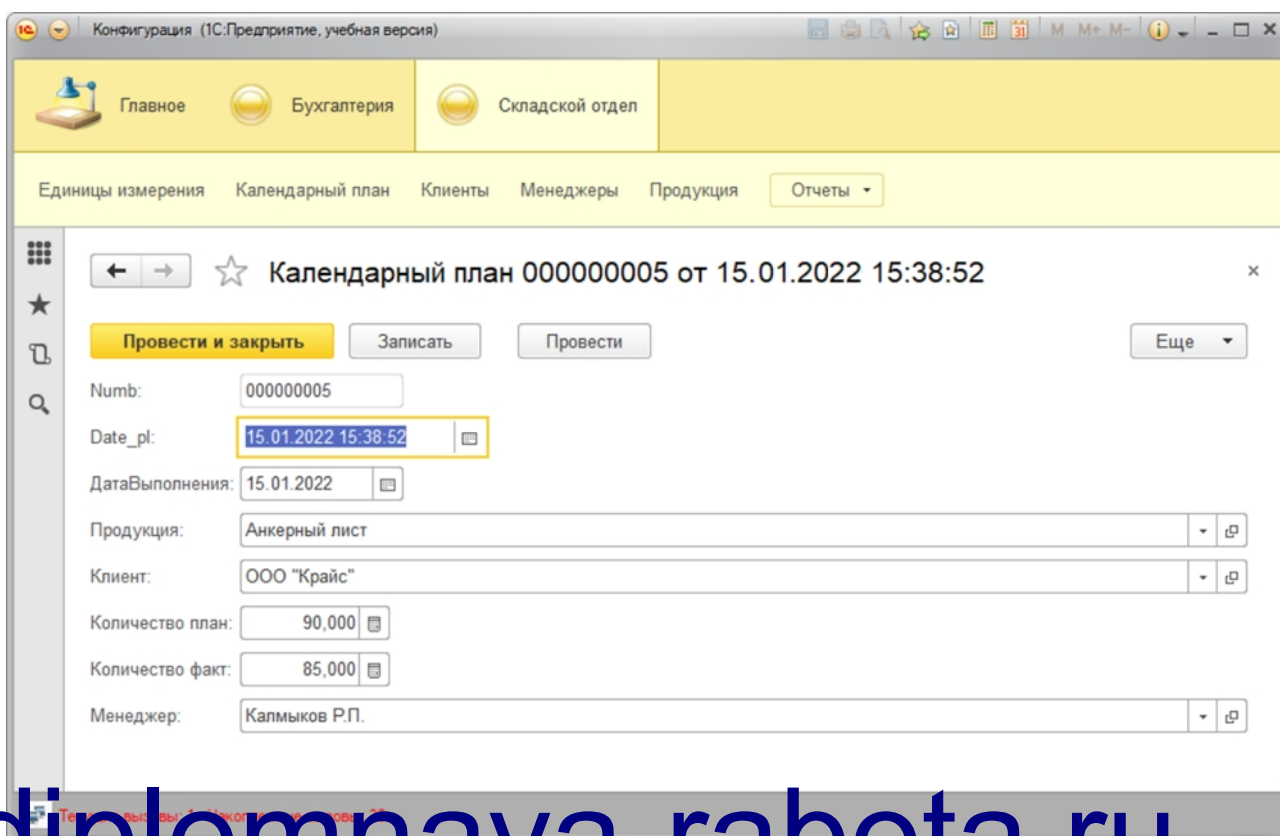 Конфигурация (1С:Предприятие, учебная версия)
M M+ M-
Главное Бухгалтерия Складской отдел
Единицы измерения Календарный план Клиенты Менеджеры Продукция Отчеты
Календарный план 000000005 от 15.01.2022 15:38:52
Провести и закрыть Записать Провести Еще
Numb: 000000005
Date_pl: 15.01.2022 15:38:52
ДатаВыполнения: 15.01.2022
Продукция: Анкерный лист
Клиент: ООО "Крайс"
Количество план: 90,000
Количество факт: 85,000
Менеджер: Калмыков Р.П.
diplomnaya-rabota.ru